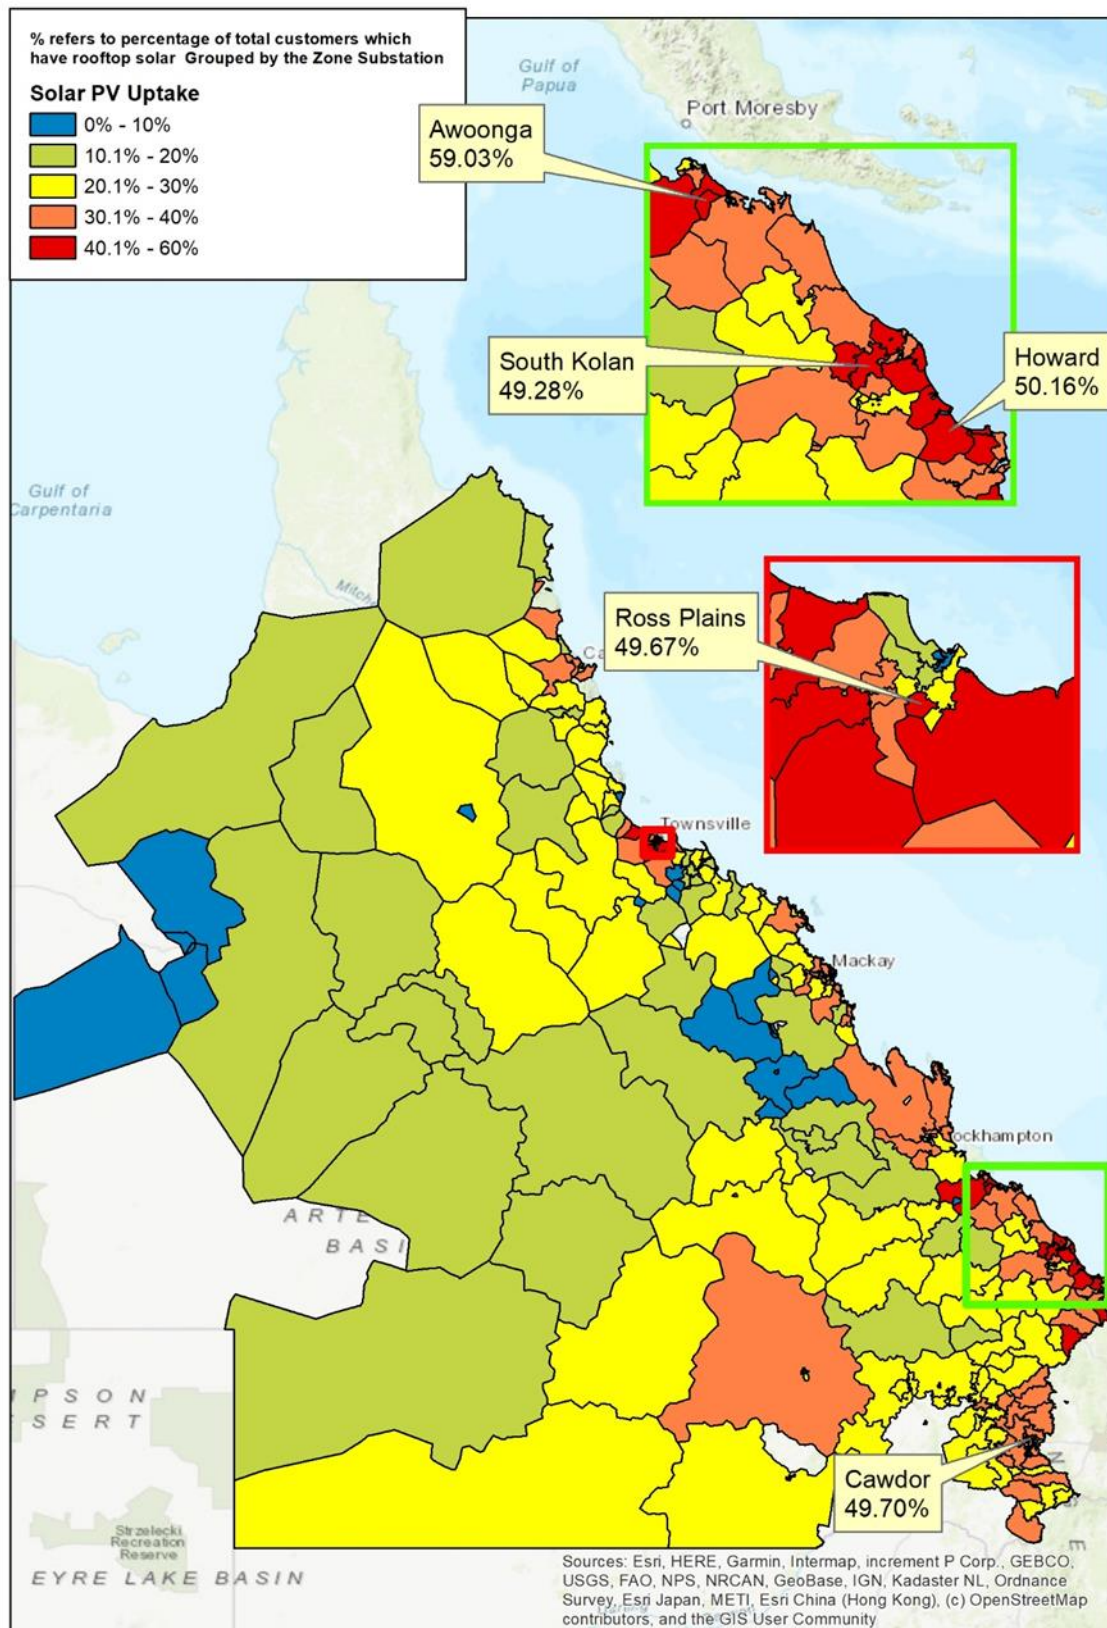 % refers to percentage of total customers which
have rooftop solar  Grouped by the Zone Substation
Solar PV Uptake
0% - 10%
10.1% - 20%
20.1% - 30%
30.1% - 40%
40.1% - 60%
Gulf of
Papua
Port Moresby
Awoonga
59.03%
South Kolan
49.28%
Howard
50.16%
Gulf of
Carpentaria
Ross Plains
49.67%
Townsville
Mackay
ockhampton
ARTE
BASI
PSON
SERT
Cawdor
49.70%
Strzelecki
Recreation
Reserve
EYRE LAKE BASIN
Sources: Esri, HERE, Garmin, Intermap, increment P Corp., GEBCO,
USGS, FAO, NPS, NRCAN, GeoBase, IGN, Kadaster NL, Ordnance
Survey, Esri Japan, METI, Esri China (Hong Kong), (c) OpenStreetMap
contributors, and the GIS User Community